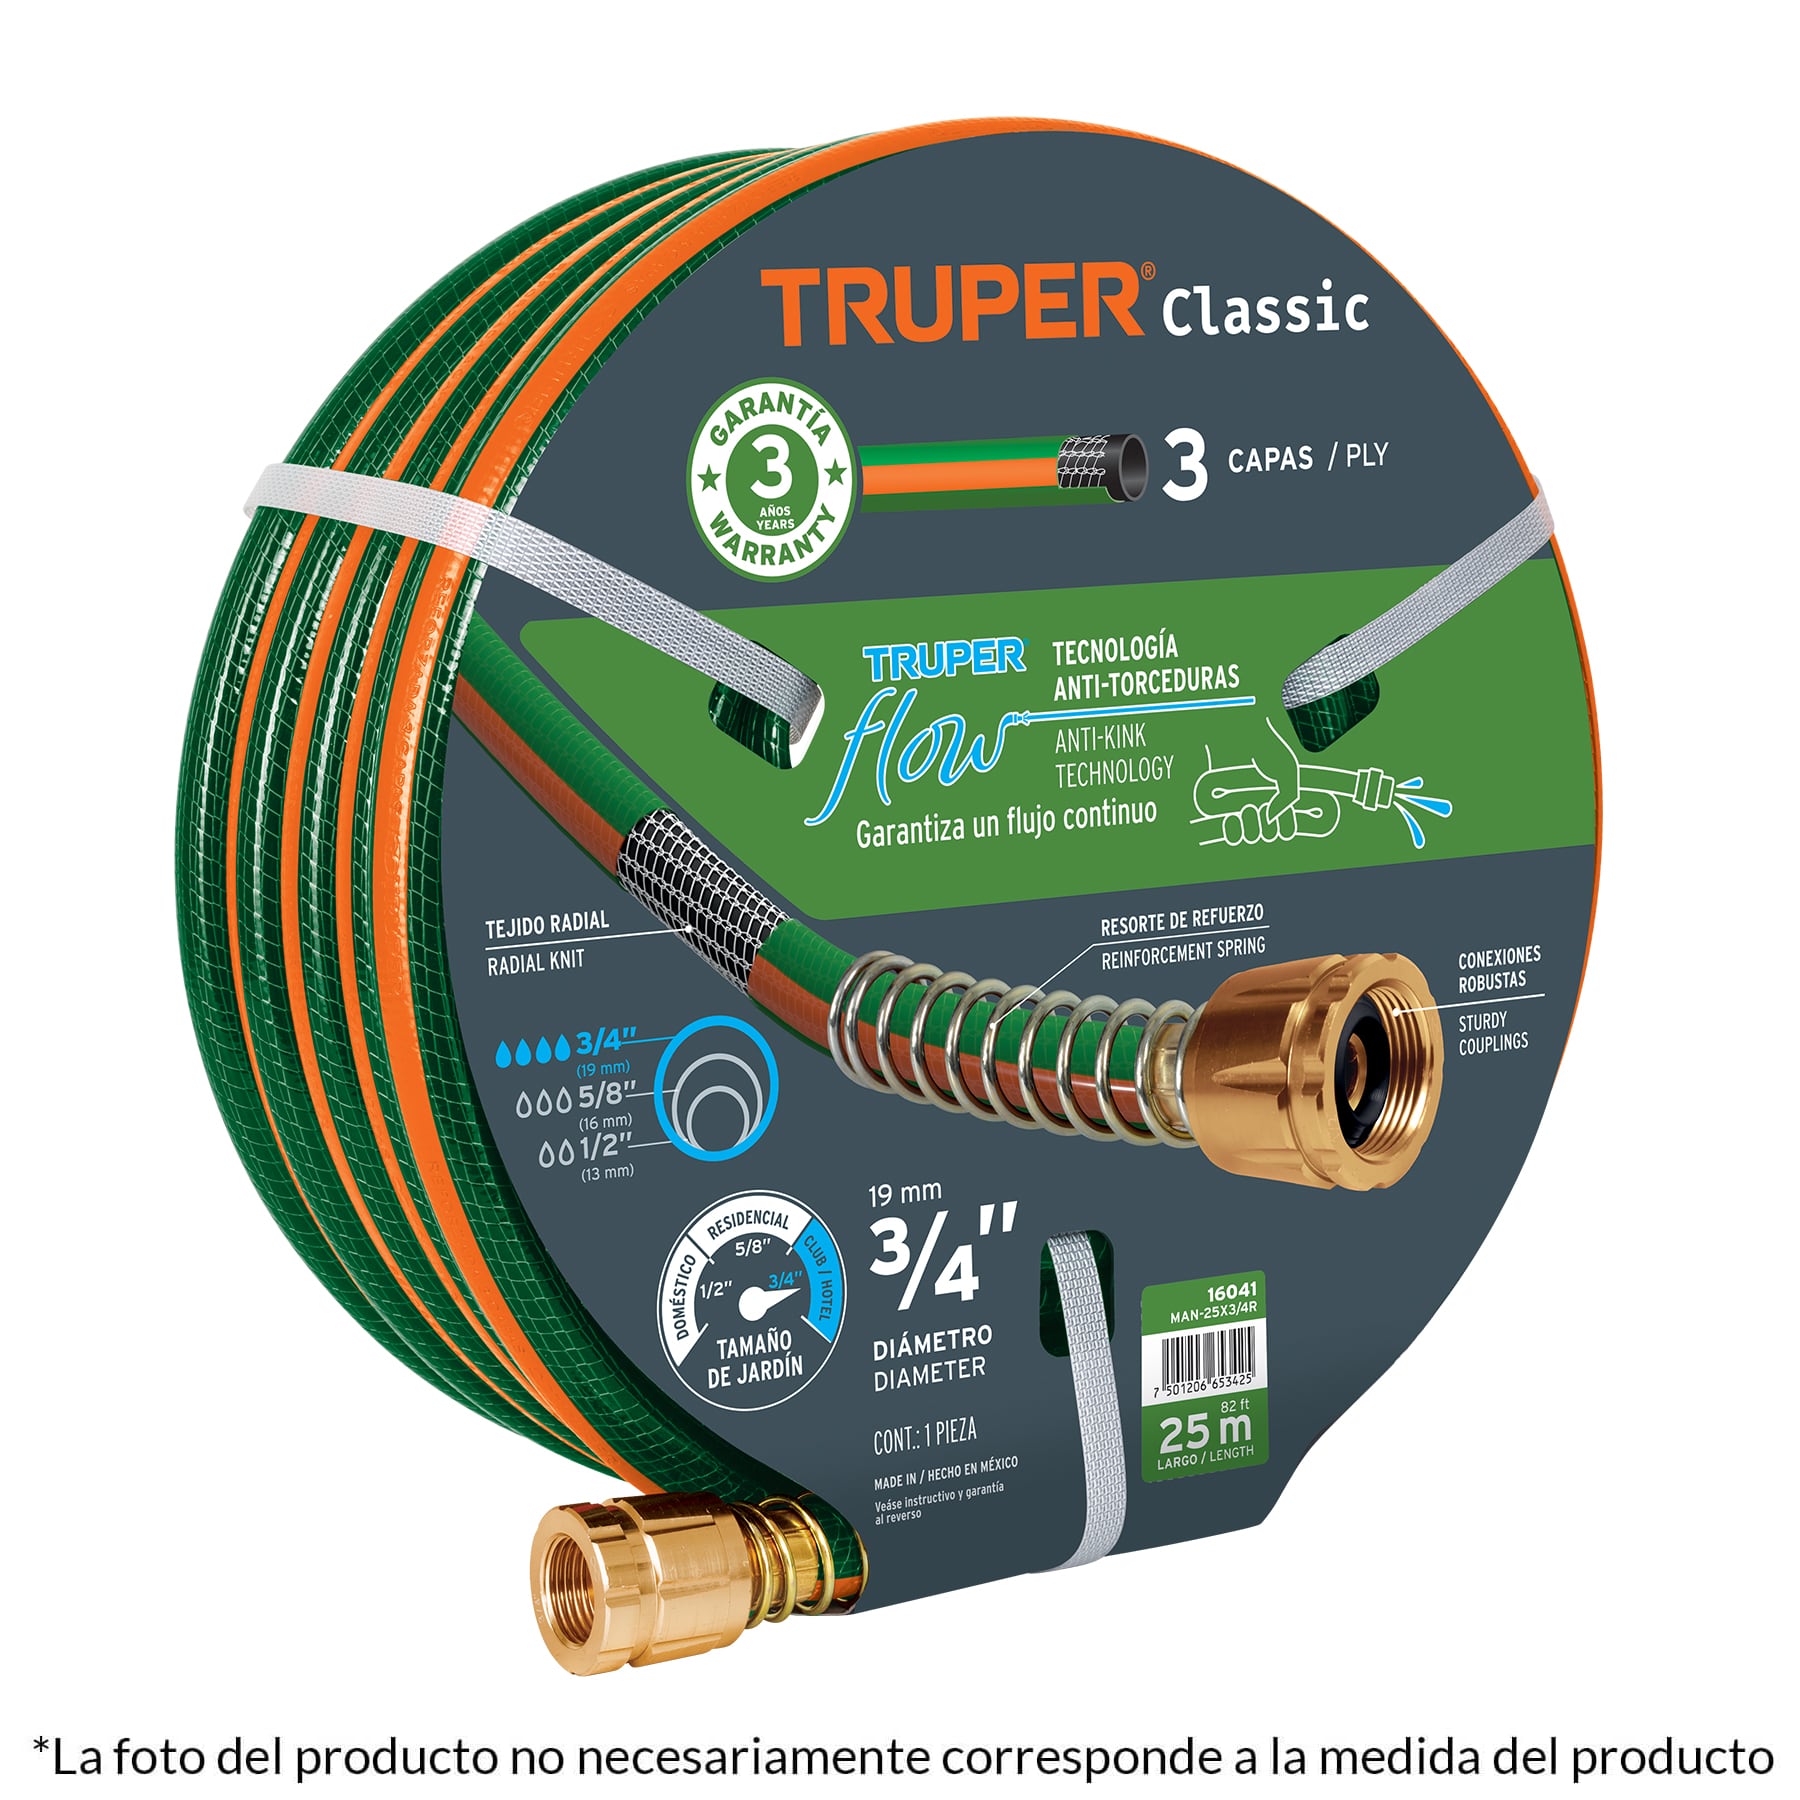 TRUPER® Classic
GARANTÍA
3
AÑOS
YEARS
WARRANTY
3 CAPAS / PLY
TRUPER
flow
TECNOLOGÍA
ANTI-TORCEDURAS
ANTI-KINK
TECHNOLOGY
Garantiza un flujo continuo
TEJIDO RADIAL
RADIAL KNIT
RESORTE DE REFUERZO
REINFORCEMENT SPRING
CONEXIONES
ROBUSTAS
STURDY
COUPLINGS
3/4"
(19 mm)
5/8"
(16 mm)
1/2"
(13 mm)
DOMÉSTICO
RESIDENCIAL
CLUB / HOTEL
1/2"
5/8"
3/4"
TAMAÑO
DE JARDÍN
19 mm
3/4"
DIÁMETRO
DIAMETER
CONT.: 1 PIEZA
MADE IN / HECHO EN MÉXICO
Veáse instructivo y garantía
al reverso
16041
MAN-25X3/4R
7 501206 653425
82 ft
25 m
LARGO / LENGTH
*La foto del producto no necesariamente corresponde a la medida del producto